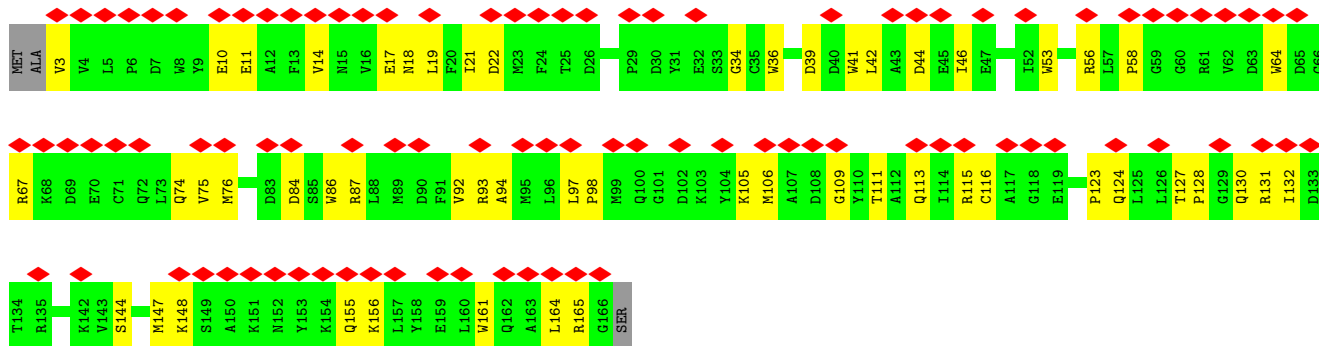 MET ALA V3 V4 L5 P6 D7 W8 Y9 E10 E11 A12 F13 V14 N15 V16 E17 N18 L19 F20 I21 D22 M23 F24 T25 D26 P29 D30 Y31 E32 S33 G34 C35 W36 D39 D40 W41 L42 A43 D44 E45 I46 E47 I52 W53 R56 L57 P58 G59 G60 R61 V62 D63 W64 D65 G66
R67 K68 D69 E70 C71 Q72 L73 Q74 V75 M76 D83 D84 S85 W86 R87 L88 M89 D90 F91 V92 R93 A94 M95 L96 L97 P98 M99 Q100 G101 D102 K103 Y104 K105 M106 A107 D108 G109 Y110 T111 A112 Q113 I114 R115 C116 A117 G118 E119 P123 Q124 L125 L126 T127 P128 G129 Q130 R131 I132 D133
T134 R135 K142 V143 S144 M147 K148 S149 A150 K151 N152 Y153 K154 Q155 K156 L157 Y158 E159 L160 W161 Q162 A163 L164 R165 G166 SER